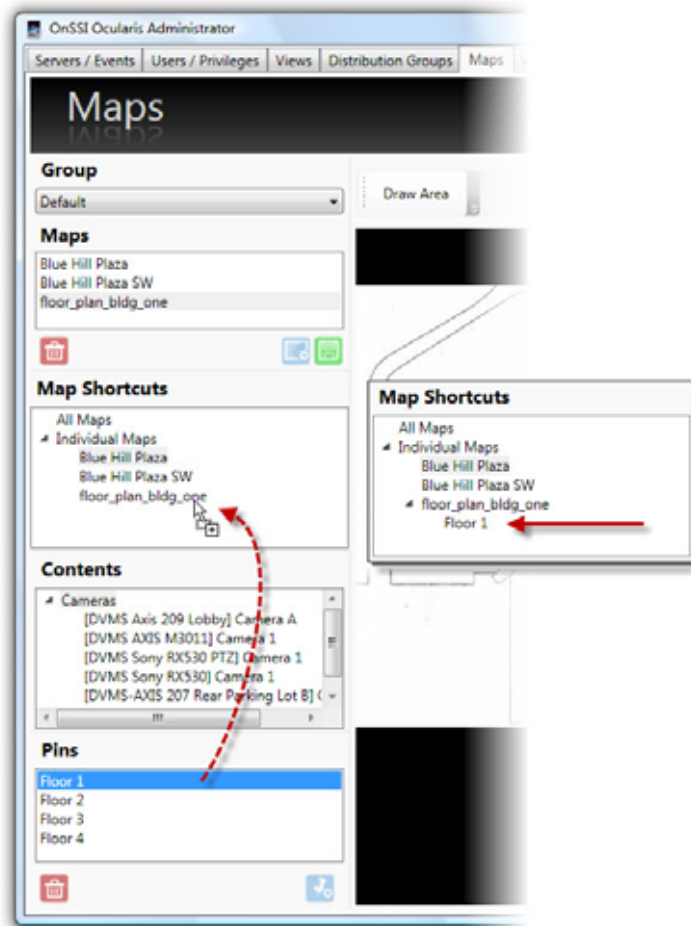 OnSSI Ocularis Administrator
Servers / Events Users / Privileges Views Distribution Groups Maps
Maps
Group
Default
Draw Area
Maps
Blue Hill Plaza
Blue Hill Plaza SW
floor_plan_bldg_one
Map Shortcuts
All Maps
Individual Maps
Blue Hill Plaza
Blue Hill Plaza SW
floor_plan_bldg_one
Map Shortcuts
All Maps
Individual Maps
Blue Hill Plaza
Blue Hill Plaza SW
floor_plan_bldg_one
Floor 1
Contents
Cameras
[DVMS Axis 209 Lobby] Camera A
[DVMS AXIS M3011] Camera 1
[DVMS Sony RX530 PTZ] Camera 1
[DVMS Sony RX530] Camera 1
[DVMS-AXIS 207 Rear Parking Lot B]
Pins
Floor 1
Floor 2
Floor 3
Floor 4